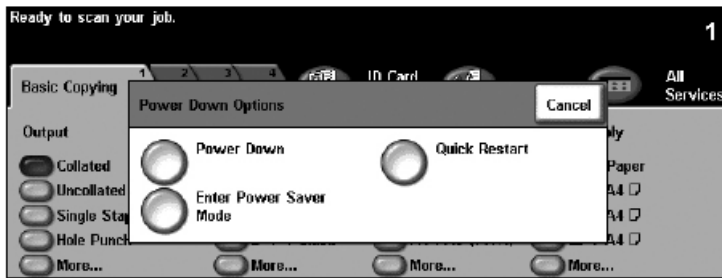 Ready to scan your job.
1
1 2 3 4
ID Card
All
Services
Basic Copying
Power Down Options
Cancel
Output
Collated
Uncollated
Single
Hole Punch
More...
Power Down
Quick Restart
Enter Power Saver
Mode
Paper
A4
A4
A4
More...
More...
More...